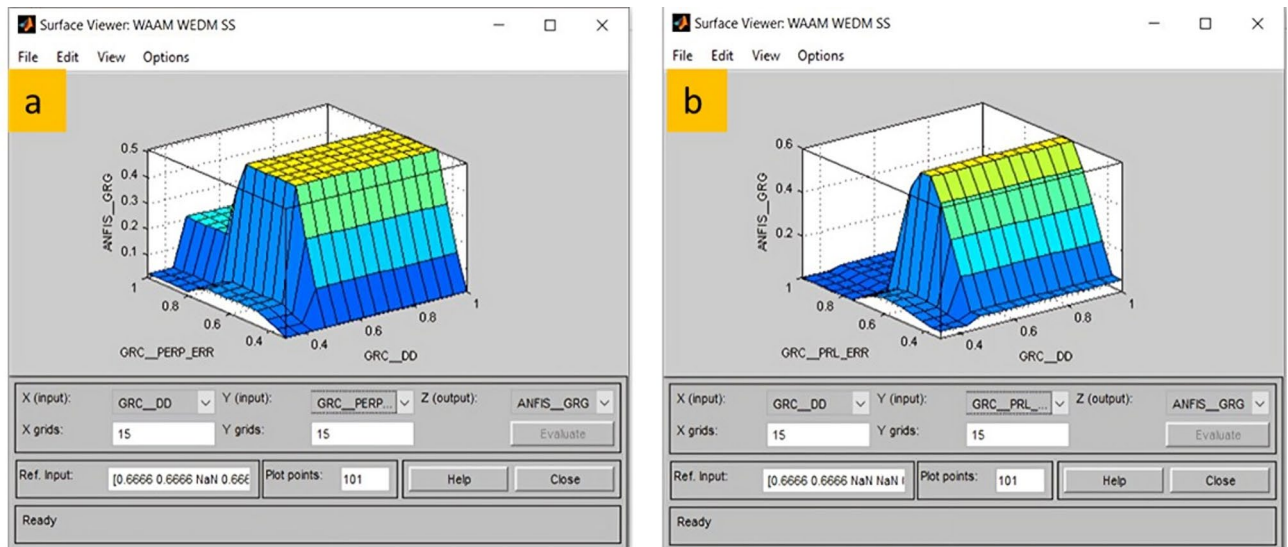 Surface Viewer: WAAM WEDM SS
File Edit View Options
a
0.5
0.4
0.3
0.2
0.1
ANFIS__GRG
1
0.8
0.6
0.4
GRC__PERP_ERR
0.4
0.6
0.8
1
GRC__DD
X (input): GRC__DD Y (input): GRC__PERP... Z (output): ANFIS__GRG
X grids: 15 Y grids: 15 Evaluate
Ref. Input: [0.6666 0.6666 NaN 0.666 Plot points: 101 Help Close
Ready
Surface Viewer: WAAM WEDM SS
File Edit View Options
b
0.6
0.4
0.2
ANFIS__GRG
1
0.8
0.6
0.4
GRC__PRL_ERR
0.4
0.6
0.8
1
GRC__DD
X (input): GRC__DD Y (input): GRC__PRL_... Z (output): ANFIS__GRG
X grids: 15 Y grids: 15 Evaluate
Ref. Input: [0.6666 0.6666 NaN NaN Plot points: 101 Help Close
Ready